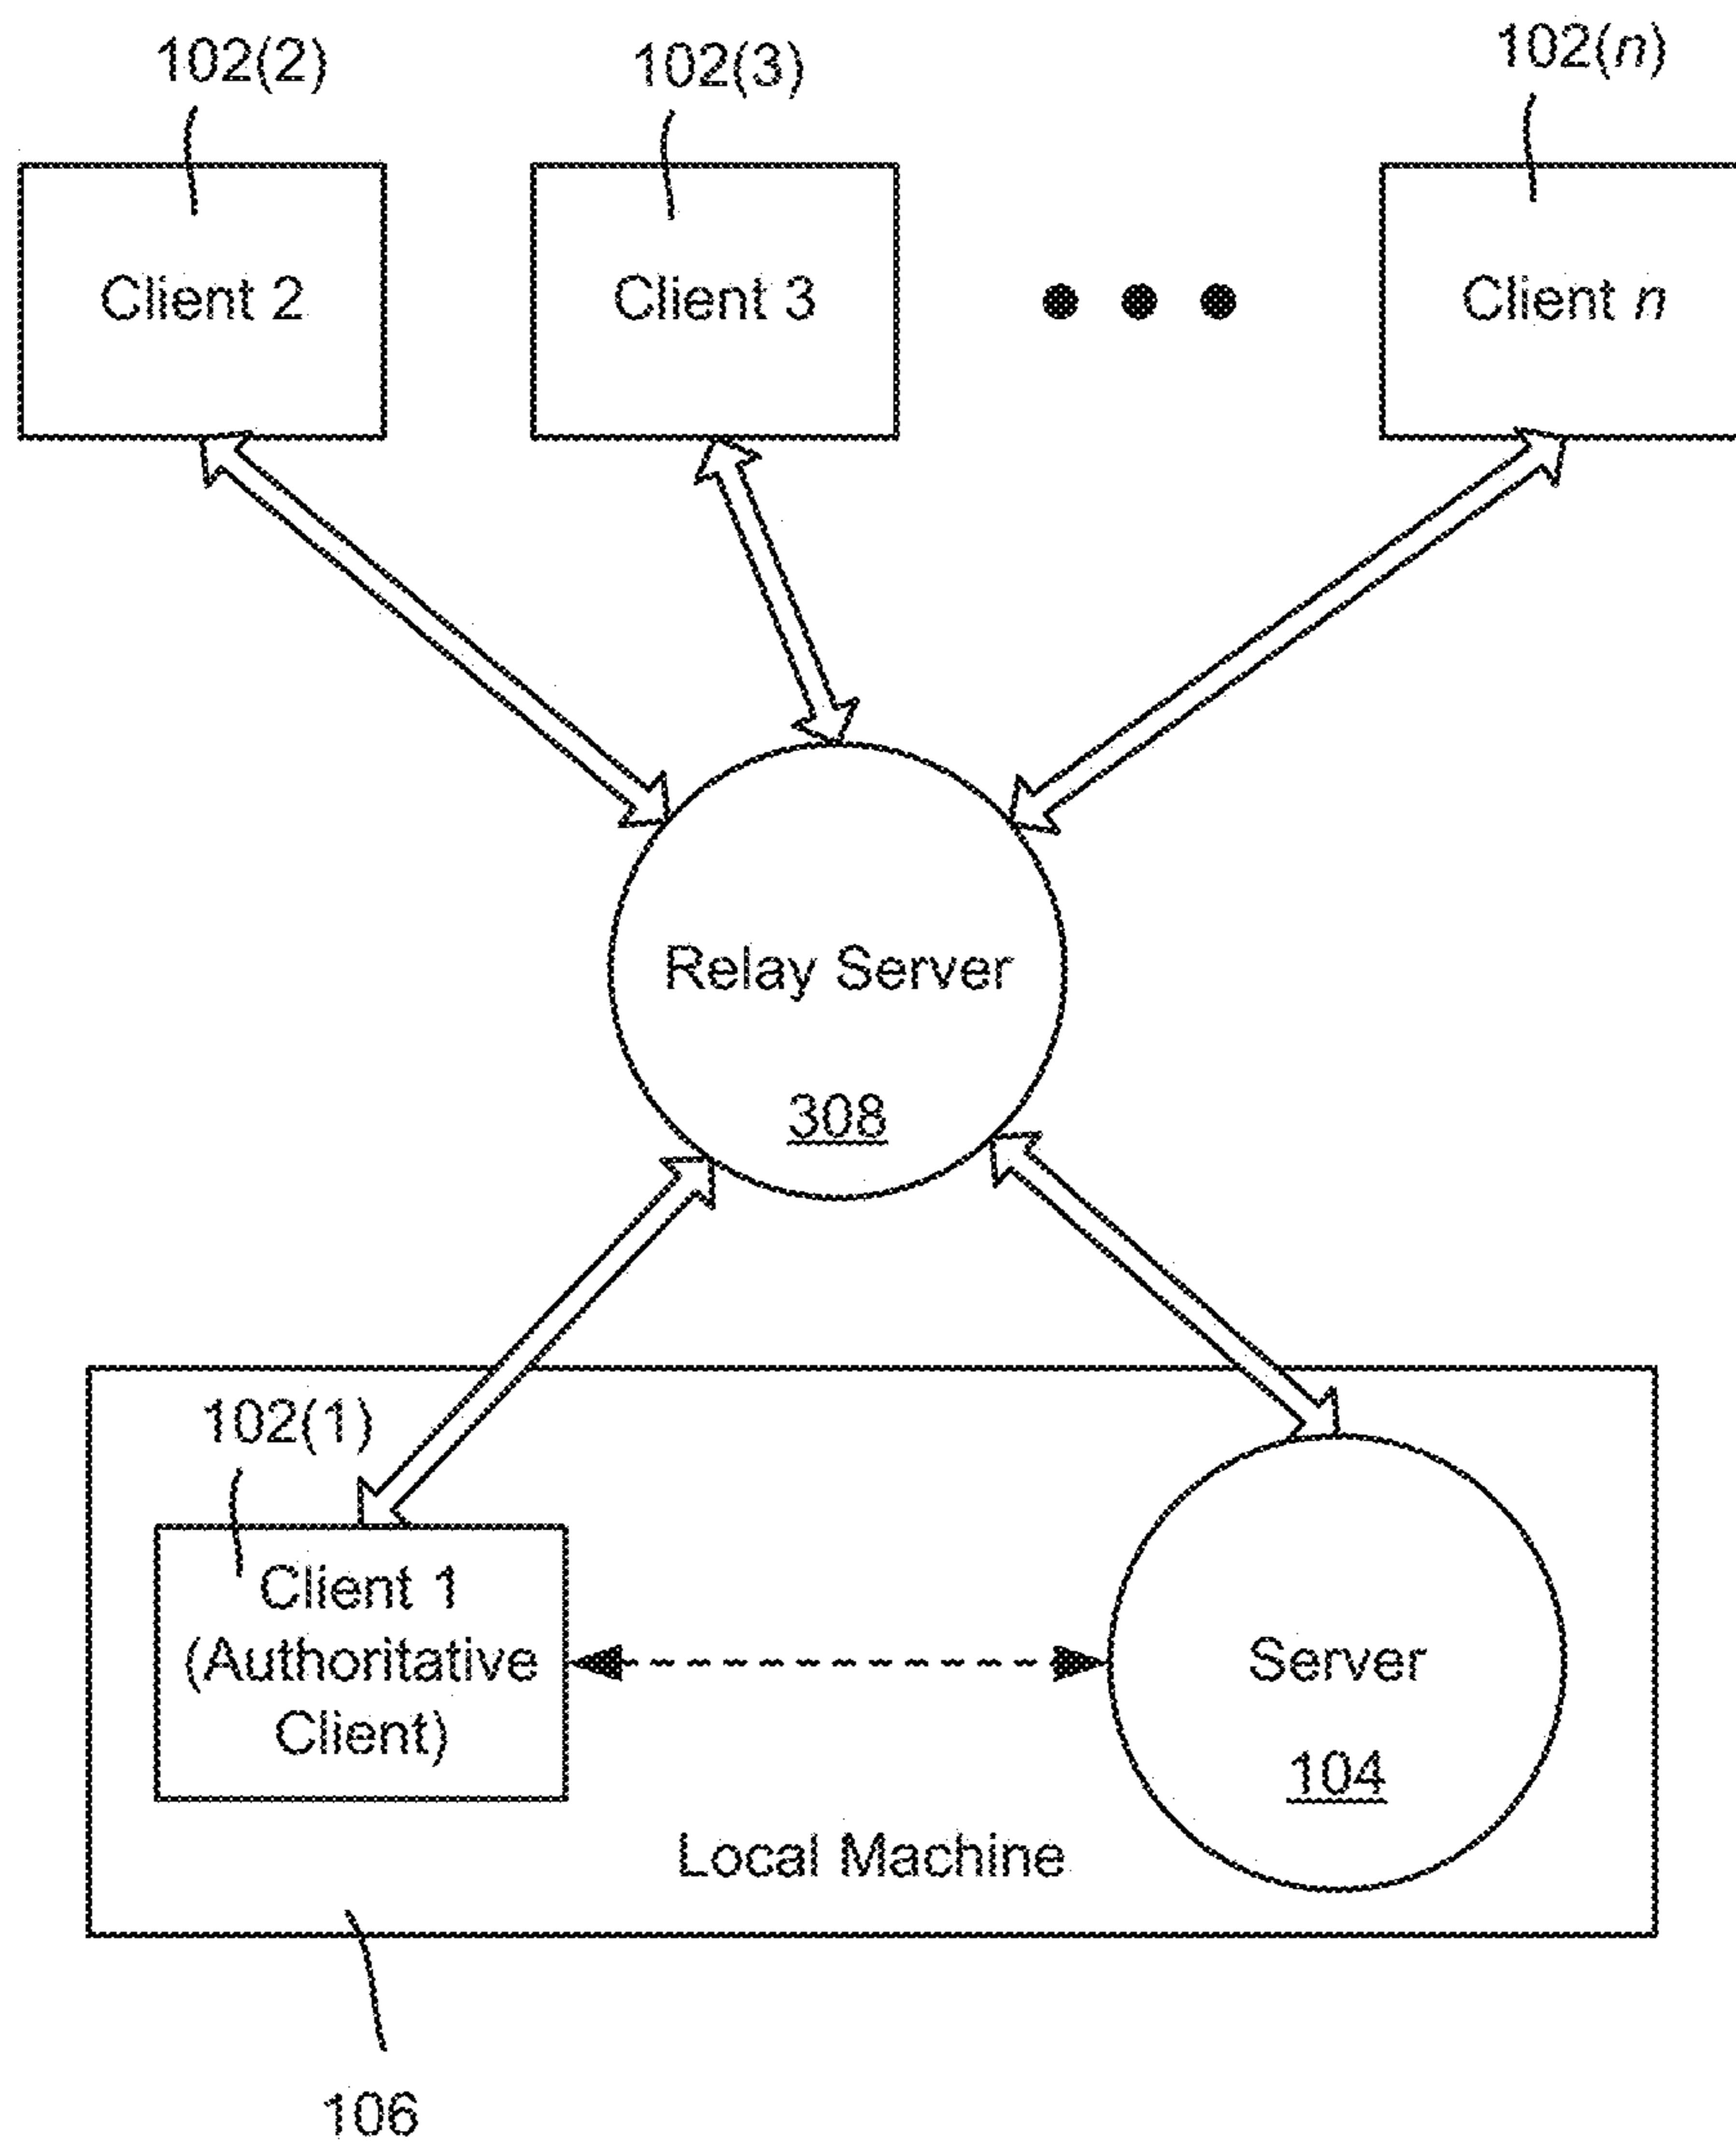 102(2)
102(3)
102(n)
Client 2
Client 3
Client n
Relay Server
308
102(1)
Client 1
(Authoritative
Client)
Server
104
Local Machine
106